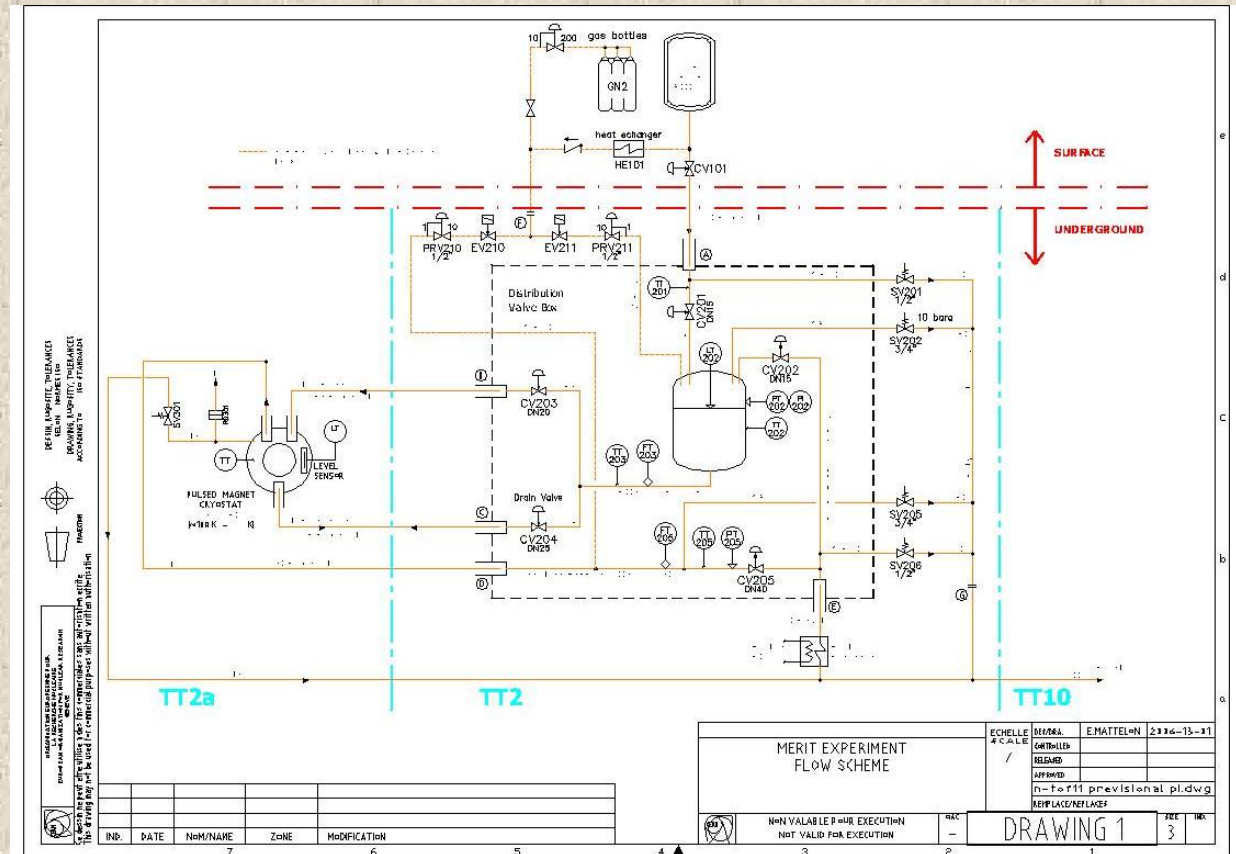 10
200
gas bottles
GN2
heat echanger
HE101
CV101
SURFACE
UNDERGROUND
F
1
10
10
1
PRV210
1/2"
EV210
EV211
PRV211
1/2"
A
TT
201
CV201
DN15
Distribution
Valve Box
SV201
1/2"
10 bara
SV202
3/4"
LT
202
CV202
DN15
PT
202
PI
202
TT
202
CV203
DN20
SV301
LT
TT
LEVEL
SENSOR
PULSED MAGNET
CRYOSTAT
TT
203
FT
203
Drain Valve
C
CV204
DN25
D
FT
205
TT
205
PT
205
CV205
DN40
SV205
3/4"
SV206
1/2"
E
G
TT2a
TT2
TT10
e
d
c
b
a
MERIT EXPERIMENT
FLOW SCHEME
ECHELLE
SCALE
/
E.MATTELON
CONTROLLED
RELEASED
APPROVED
n-tof11 previsional pl.dwg
REMPLACE/REPLACES
NON VALABLE POUR EXECUTION
NOT VALID FOR EXECUTION
-
DRAWING 1
SIZE
3
IND.
IND.
DATE
NOM/NAME
ZONE
MODIFICATION
7
6
5
4
3
2
1